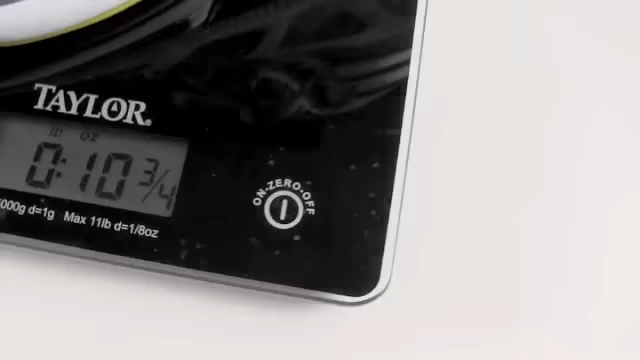 TAYLOR®
lb oz
0:10 3/4
000g d=1g Max 11lb d=1/8oz
ON-ZERO-OFF